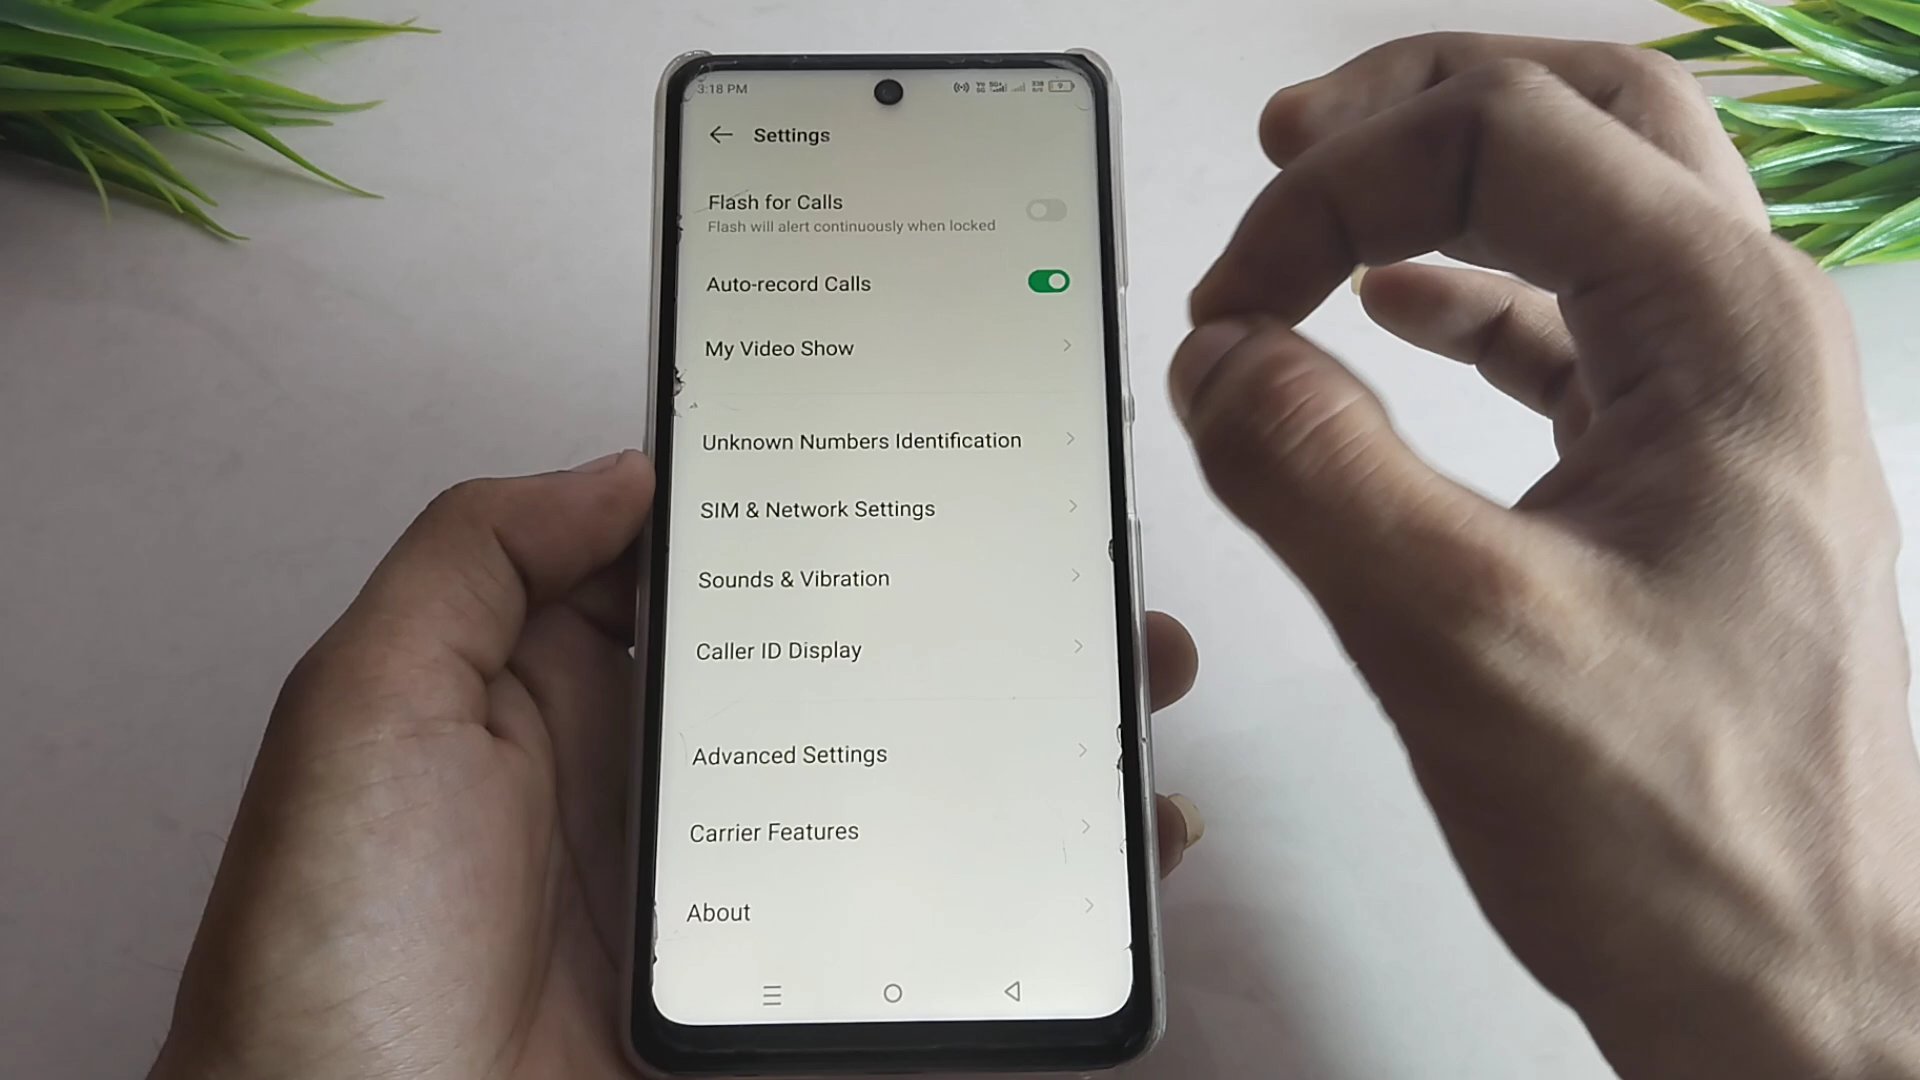 3:18 PM
Settings
Flash for Calls
Flash will alert continuously when locked
Auto-record Calls
My Video Show
Unknown Numbers Identification
SIM & Network Settings
Sounds & Vibration
Caller ID Display
Advanced Settings
Carrier Features
About